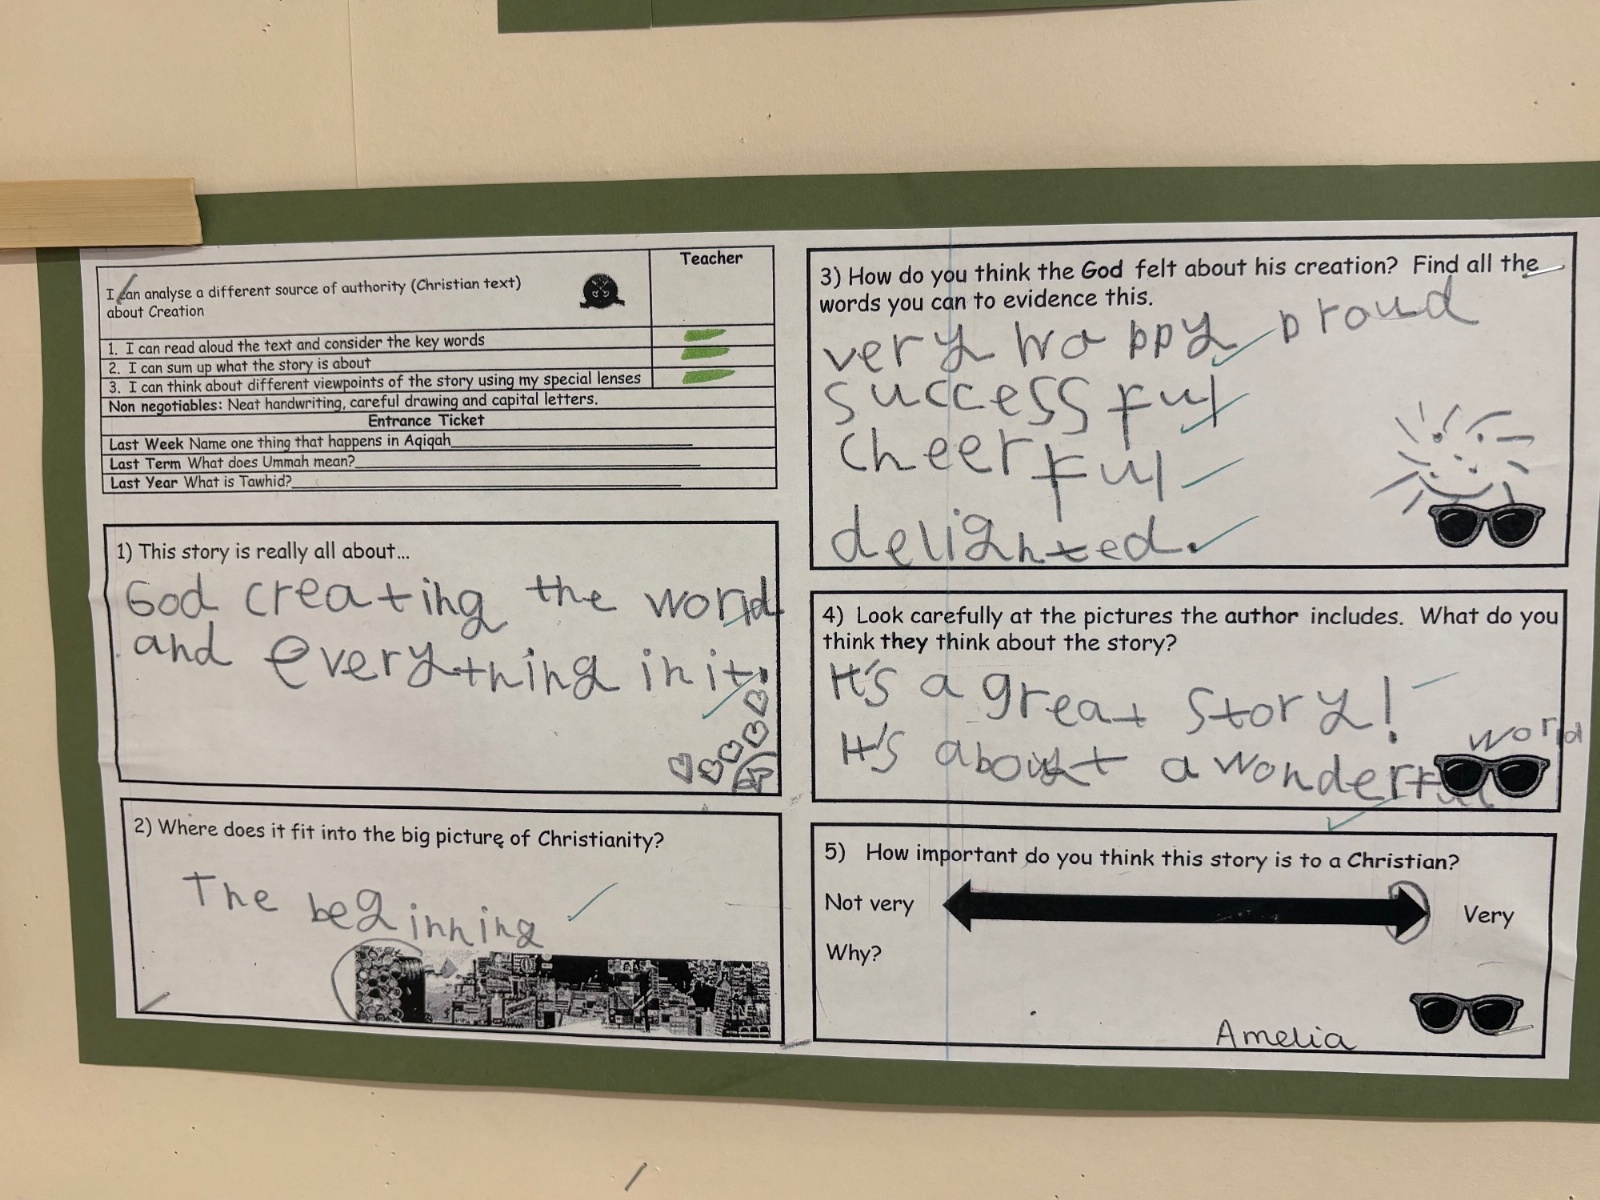 Teacher
I can analyse a different source of authority (Christian text)
about Creation
1. I can read aloud the text and consider the key words
2. I can sum up what the story is about
3. I can think about different viewpoints of the story using my special lenses
Non negotiables: Neat handwriting, careful drawing and capital letters.
Entrance Ticket
Last Week Name one thing that happens in Aqiqah
Last Term What does Ummah mean?
Last Year What is Tawhid?
1) This story is really all about...
God creating the world
and everything in it.
2) Where does it fit into the big picture of Christianity?
The beginning
3) How do you think the God felt about his creation? Find all the
words you can to evidence this.
very happy proud
successful
cheerful
delighted.
4) Look carefully at the pictures the author includes. What do you
think they think about the story?
It's a great story!
It's about a wonderful
world
5) How important do you think this story is to a Christian?
Not very
Very
Why?
Amelia